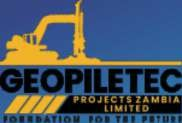 GEOPILETEC
PROJECTS ZAMBIA
LIMITED
FOUNDATION FOR THE FUTURE